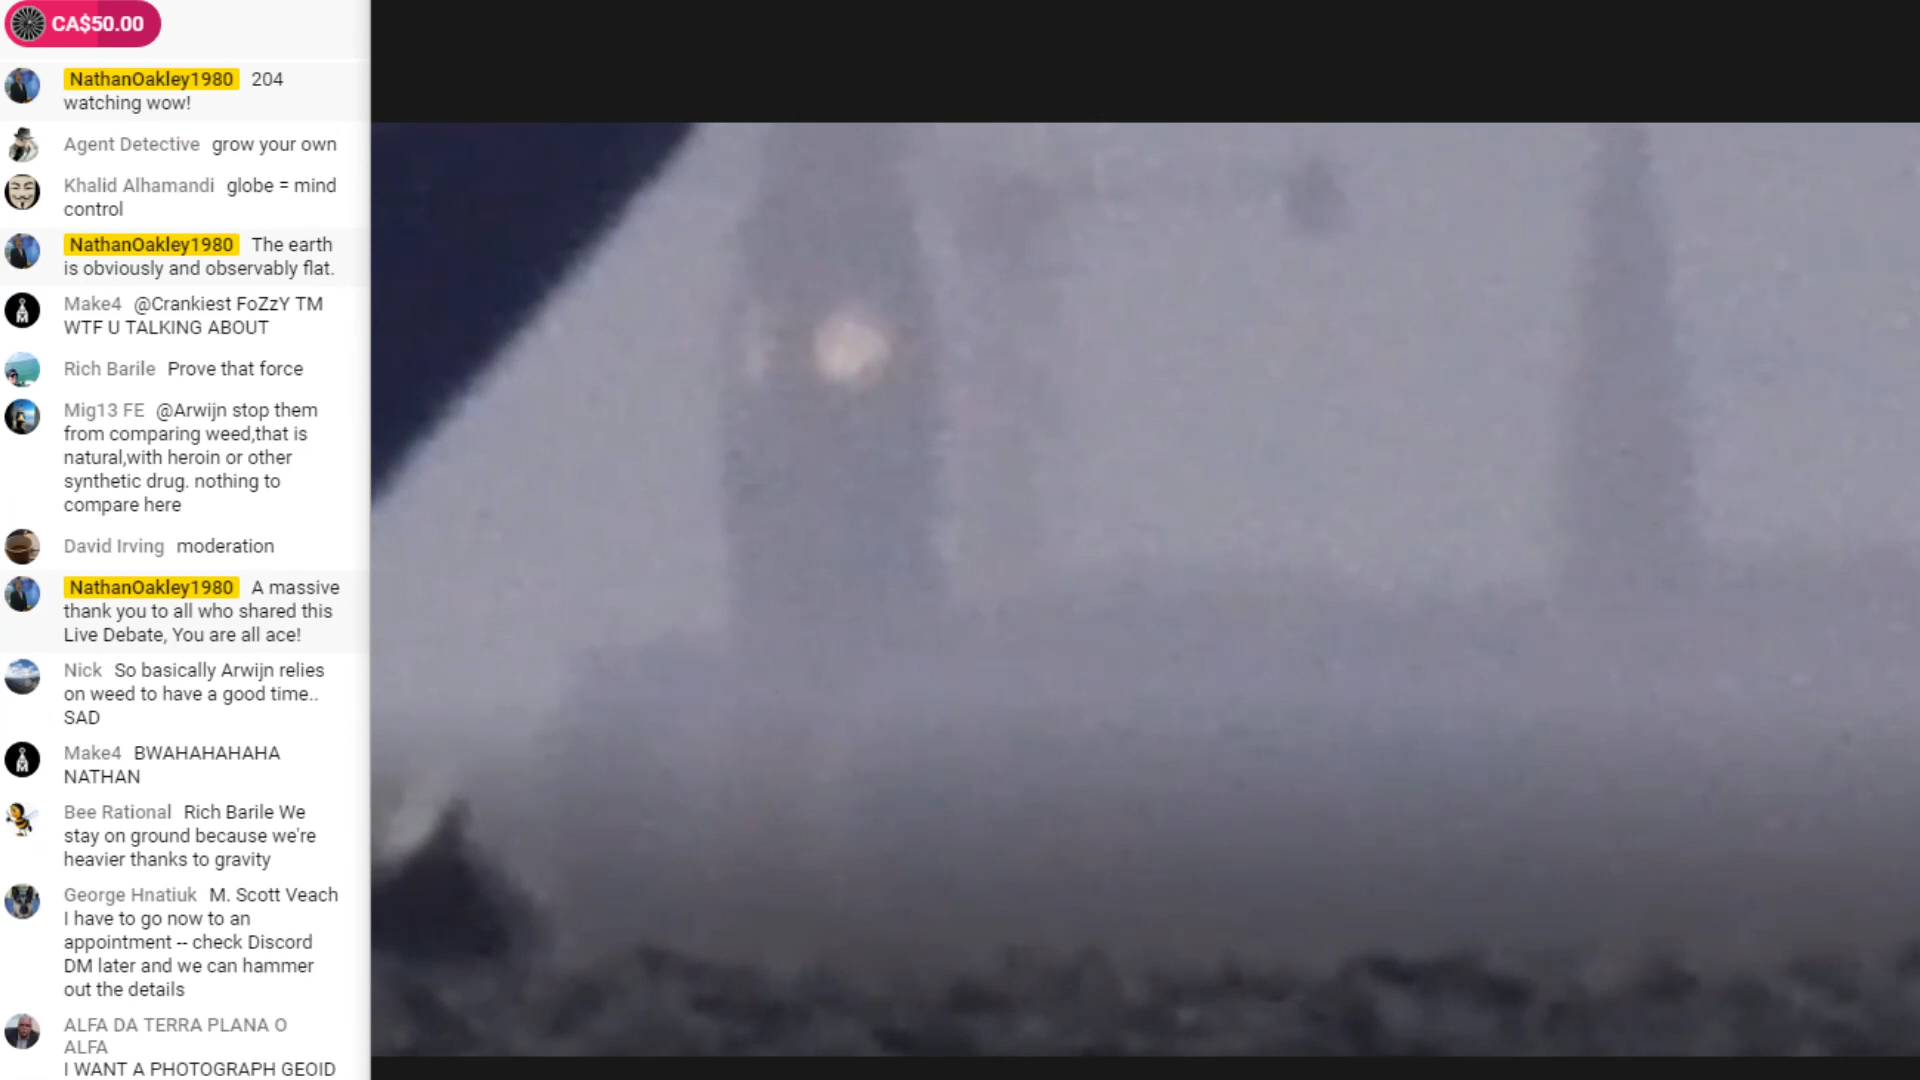 CA$50.00
NathanOakley1980 204
watching wow!
Agent Detective grow your own
Khalid Alhamandi globe = mind
control
NathanOakley1980 The earth
is obviously and observably flat.
Make4 @Crankiest FoZzY TM
WTF U TALKING ABOUT
Rich Barile Prove that force
Mig13 FE @Arwijn stop them
from comparing weed,that is
natural,with heroin or other
synthetic drug. nothing to
compare here
David Irving moderation
NathanOakley1980 A massive
thank you to all who shared this
Live Debate, You are all ace!
Nick So basically Arwijn relies
on weed to have a good time..
SAD
Make4 BWAHAHAHAHA
NATHAN
Bee Rational Rich Barile We
stay on ground because we're
heavier thanks to gravity
George Hnatiuk M. Scott Veach
I have to go now to an
appointment -- check Discord
DM later and we can hammer
out the details
ALFA DA TERRA PLANA O
ALFA
I WANT A PHOTOGRAPH GEOID